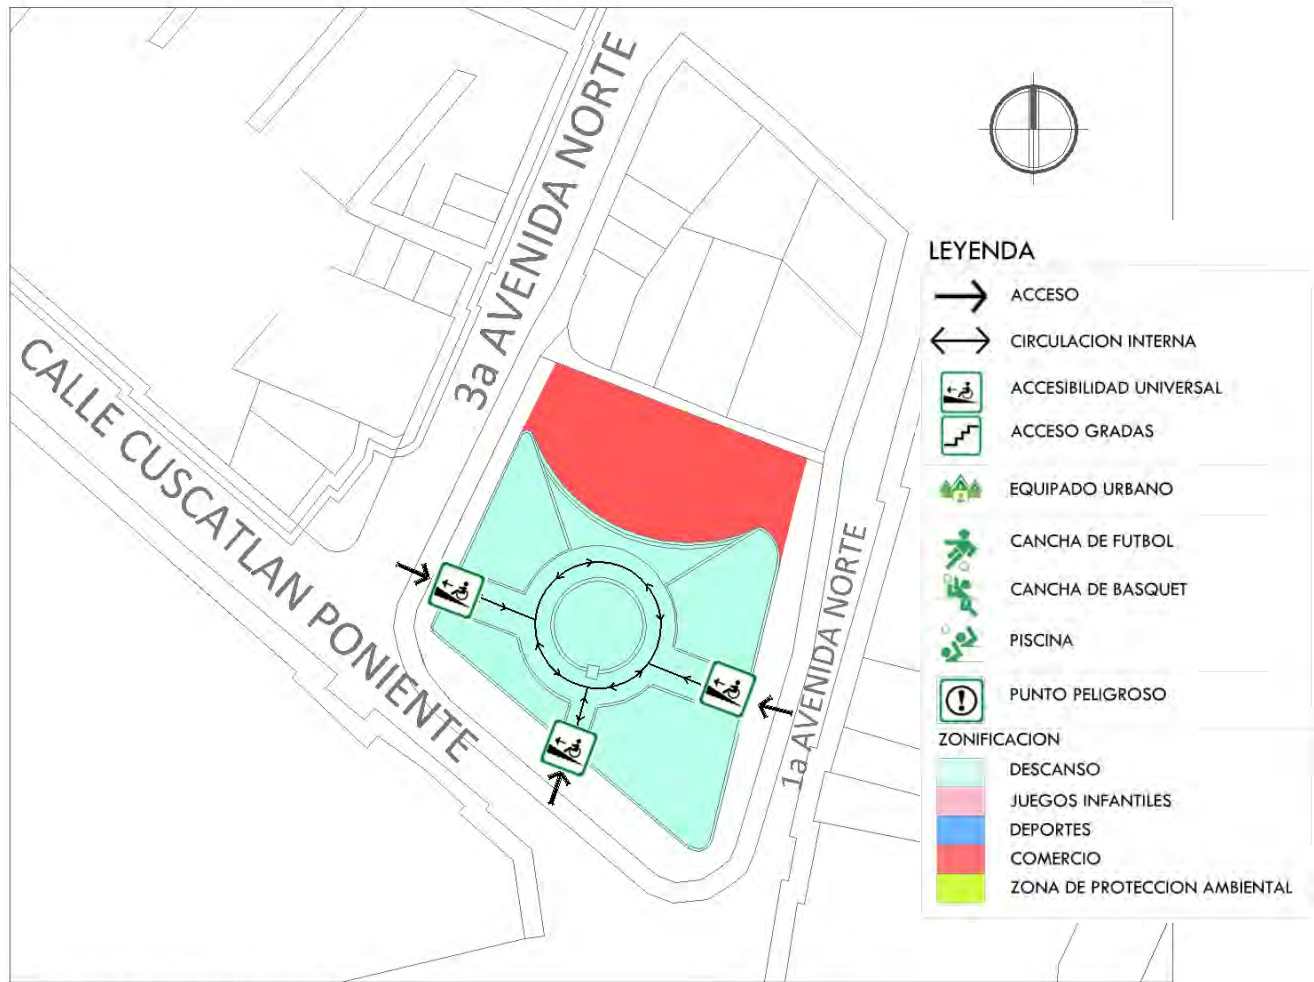 3a AVENIDA NORTE
CALLE CUSCATLAN PONIENTE
1a AVENIDA NORTE
LEYENDA
ACCESO
CIRCULACION INTERNA
ACCESIBILIDAD UNIVERSAL
ACCESO GRADAS
EQUIPADO URBANO
CANCHA DE FUTBOL
CANCHA DE BASQUET
PISCINA
PUNTO PELIGROSO
ZONIFICACION
DESCANSO
JUEGOS INFANTILES
DEPORTES
COMERCIO
ZONA DE PROTECCION AMBIENTAL